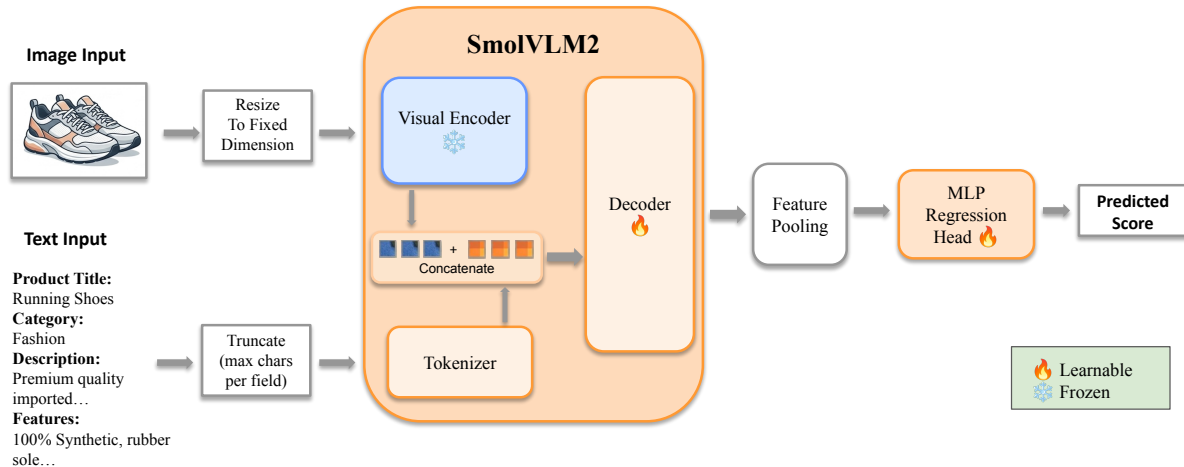 SmolVLM2
Image Input
Resize
To Fixed
Dimension
Visual Encoder
Decoder
Feature
Pooling
MLP
Regression
Head
Predicted
Score
+
Concatenate
Text Input
Product Title:
Running Shoes
Category:
Fashion
Description:
Premium quality
imported…
Features:
100% Synthetic, rubber
sole…
Truncate
(max chars
per field)
Tokenizer
Learnable
Frozen